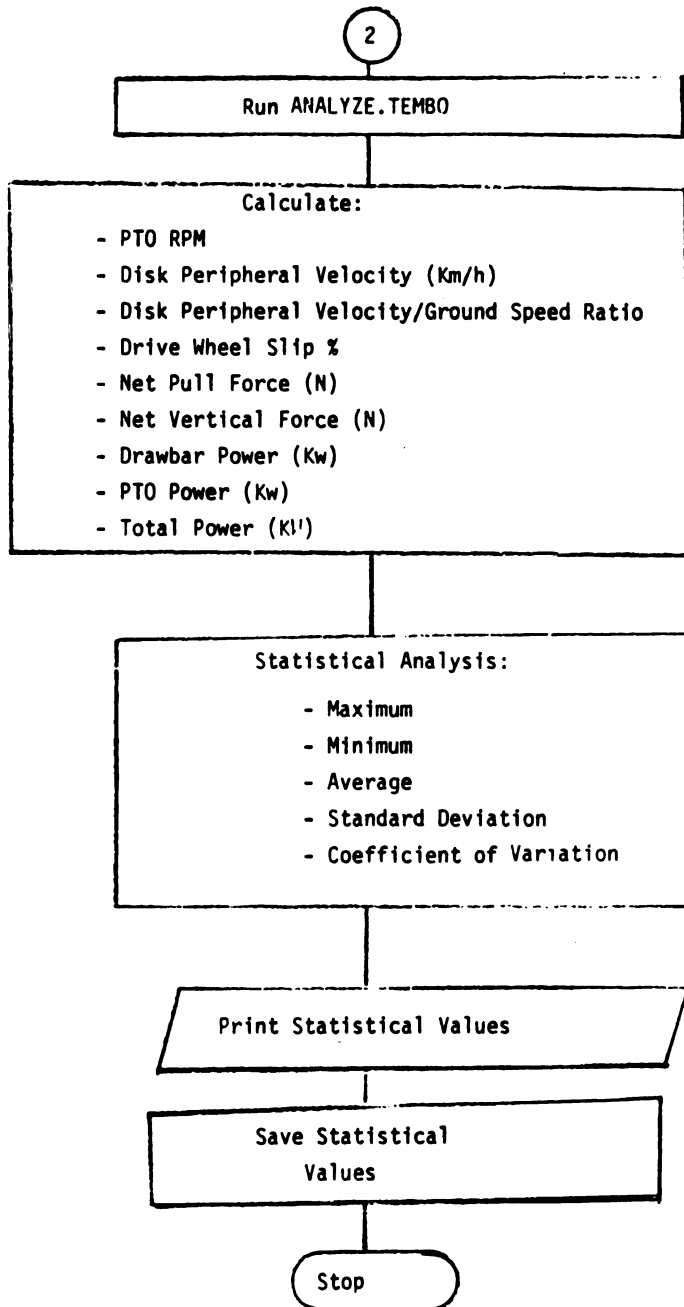 2
Run ANALYZE.TEMBO
Calculate:
- PTO RPM
- Disk Peripheral Velocity (Km/h)
- Disk Peripheral Velocity/Ground Speed Ratio
- Drive Wheel Slip %
- Net Pull Force (N)
- Net Vertical Force (N)
- Drawbar Power (Kw)
- PTO Power (Kw)
- Total Power (KW)
Statistical Analysis:
- Maximum
- Minimum
- Average
- Standard Deviation
- Coefficient of Variation
Print Statistical Values
Save Statistical
Values
Stop